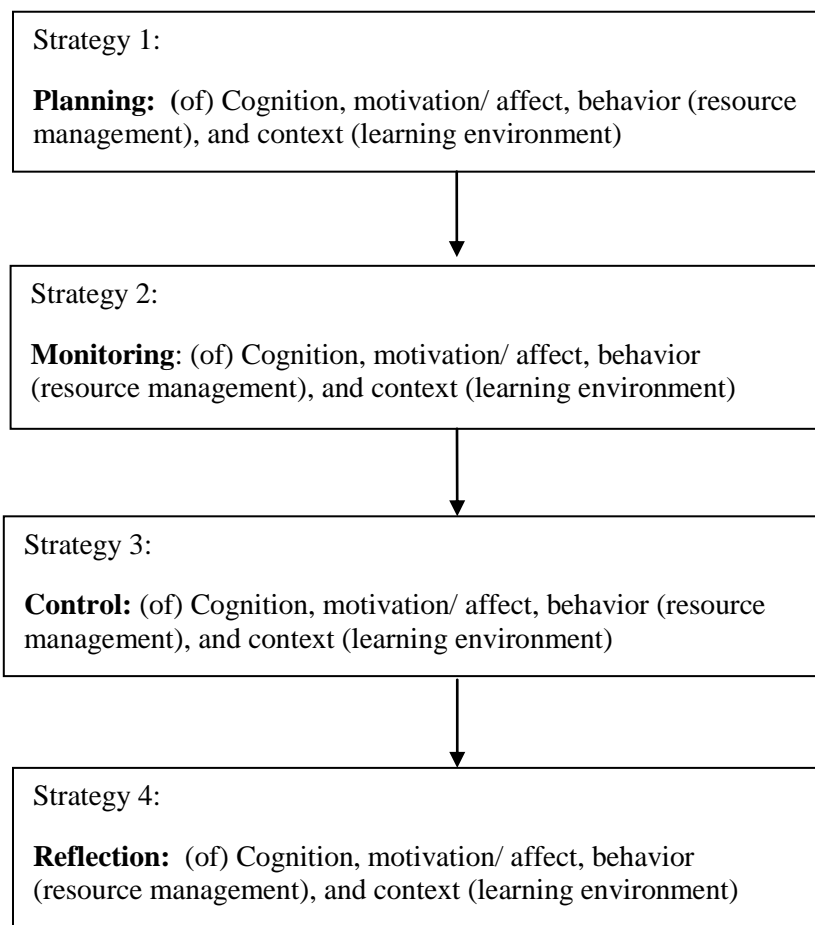 Strategy 1:
Planning:  (of) Cognition, motivation/ affect, behavior (resource
management), and context (learning environment)
Strategy 2:
Monitoring: (of) Cognition, motivation/ affect, behavior
(resource management), and context (learning environment)
Strategy 3:
Control: (of) Cognition, motivation/ affect, behavior (resource
management), and context (learning environment)
Strategy 4:
Reflection:  (of) Cognition, motivation/ affect, behavior
(resource management), and context (learning environment)